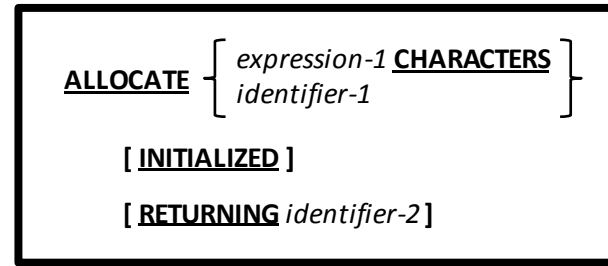 expression-1 CHARACTERS
ALLOCATE
identifier-1
[ INITIALIZED ]
[ RETURNING identifier-2 ]